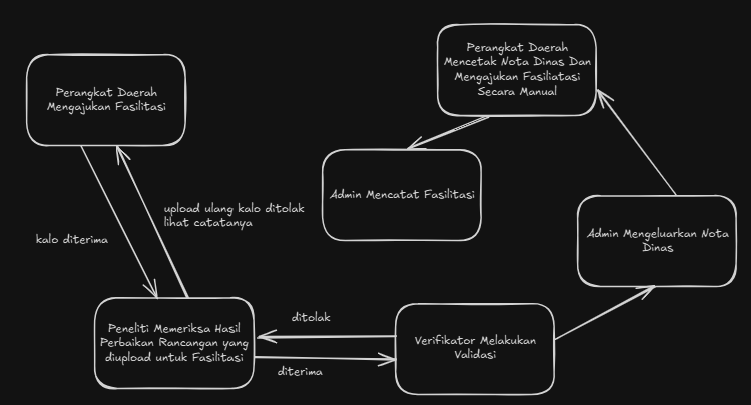 Perangkat Daerah
Mengajukan Fasilitasi
Perangkat Daerah
Mencetak Nota Dinas Dan
Mengajukan Fasiliatasi
Secara Manual
Admin Mencatat Fasilitasi
upload ulang kalo ditolak
lihat catatanya
kalo diterima
Admin Mengeluarkan Nota
Dinas
Peneliti Memeriksa Hasil
Perbaikan Rancangan yang
diupload untuk Fasilitasi
ditolak
diterima
Verifikator Melakukan
Validasi